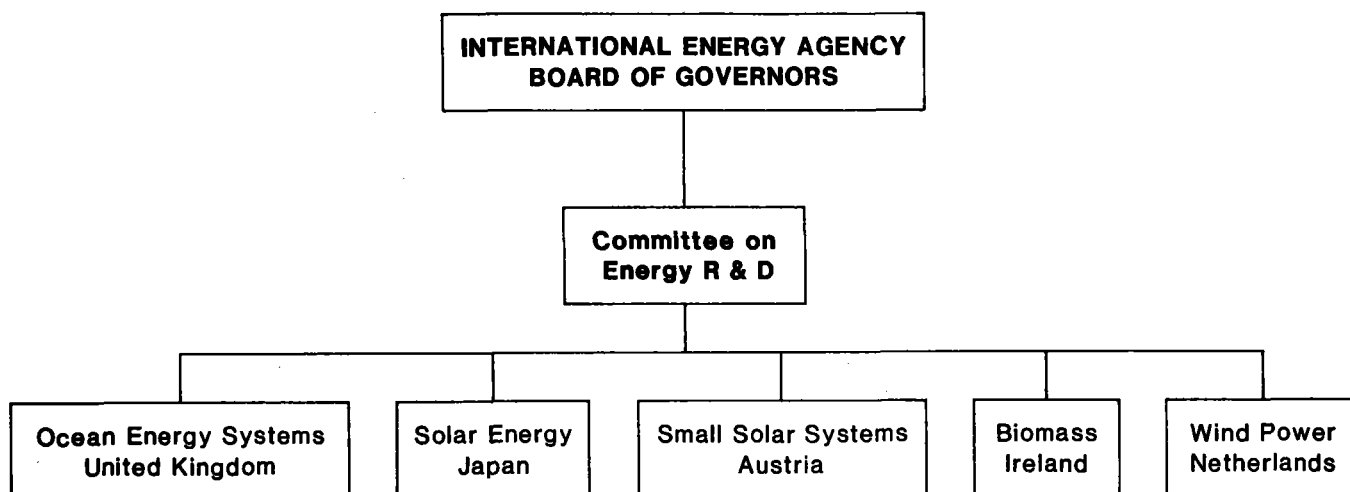 INTERNATIONAL ENERGY AGENCY
BOARD OF GOVERNORS
Committee on
Energy R & D
Ocean Energy Systems
United Kingdom
Solar Energy
Japan
Small Solar Systems
Austria
Biomass
Ireland
Wind Power
Netherlands